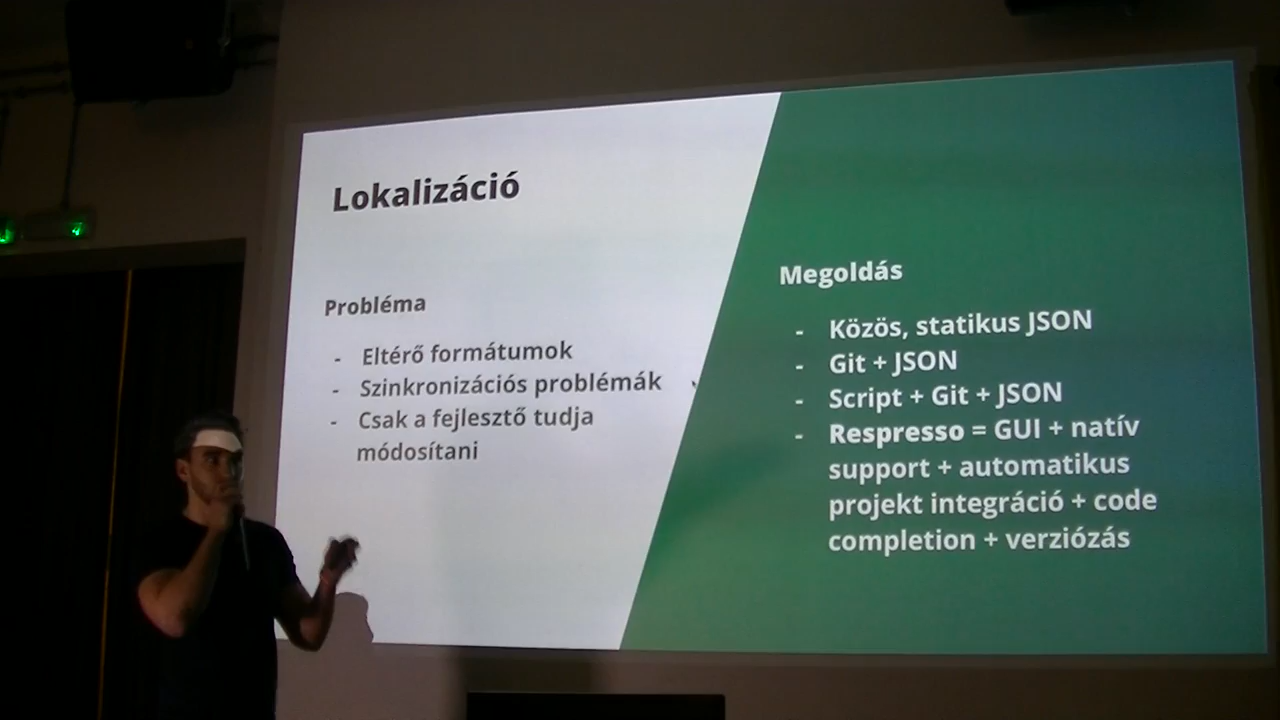 Lokalizáció
Probléma
- Eltérő formátumok
- Szinkronizációs problémák
- Csak a fejlesztő tudja
módosítani
Megoldás
- Közös, statikus JSON
- Git + JSON
- Script + Git + JSON
- Respresso = GUI + natív
support + automatikus
projekt integráció + code
completion + verziózás